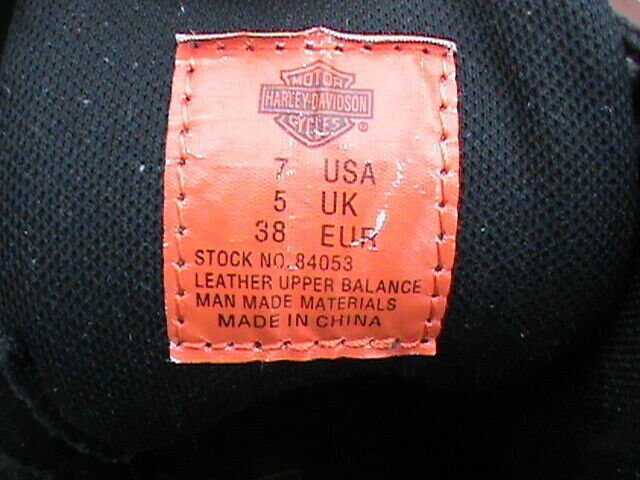 MOTOR
HARLEY-DAVIDSON
CYCLES
®
7 USA
5 UK
38 EUR
STOCK NO. 84053
LEATHER UPPER BALANCE
MAN MADE MATERIALS
MADE IN CHINA